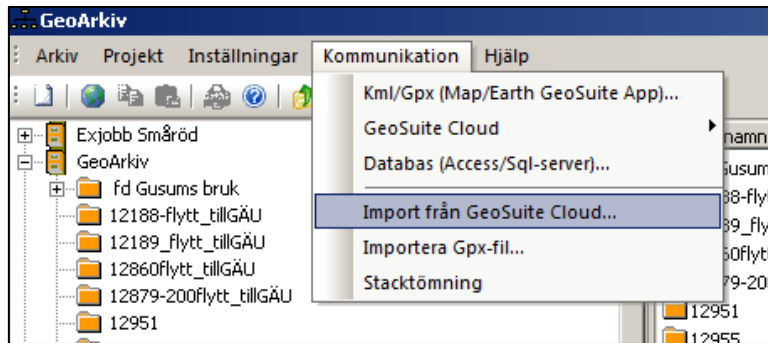 GeoArkiv
Arkiv Projekt Inställningar Kommunikation Hjälp
Kml/Gpx (Map/Earth GeoSuite App)...
GeoSuite Cloud
Databas (Access/Sql-server)...
Import från GeoSuite Cloud...
Importera Gpx-fil...
Stacktömning
Exjobb Småröd
GeoArkiv
fd Gusums bruk
12188-flytt_tillGÄU
12189_flytt_tillGÄU
12860flytt_tillGÄU
12879-200flytt_tillGÄU
12951
namn
12951
12955